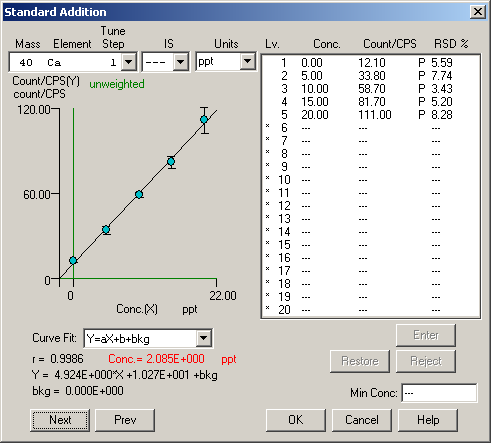 Standard Addition
Tune
Mass Element Step IS Units Lv. Conc. Count/CPS RSD %
40 Ca 1 --- ppt
Count/CPS(Y) unweighted
count/CPS
120.00
60.00
0
0 22.00
Conc.(X) ppt
1 0.00 12.10 P 5.59
2 5.00 33.80 P 7.74
3 10.00 58.70 P 3.43
4 15.00 81.70 P 5.20
5 20.00 111.00 P 8.28
* 6 --- --- ---
* 7 --- --- ---
* 8 --- --- ---
* 9 --- --- ---
* 10 --- --- ---
* 11 --- --- ---
* 12 --- --- ---
* 13 --- --- ---
* 14 --- --- ---
* 15 --- --- ---
* 16 --- --- ---
* 17 --- --- ---
* 18 --- --- ---
* 19 --- --- ---
* 20 --- --- ---
Curve Fit: Y=aX+b+bkg
r = 0.9986 Conc.= 2.085E+000 ppt
Y = 4.924E+000*X +1.027E+001 +bkg
bkg = 0.000E+000
Enter
Restore Reject
Min Conc: ---
Next Prev OK Cancel Help